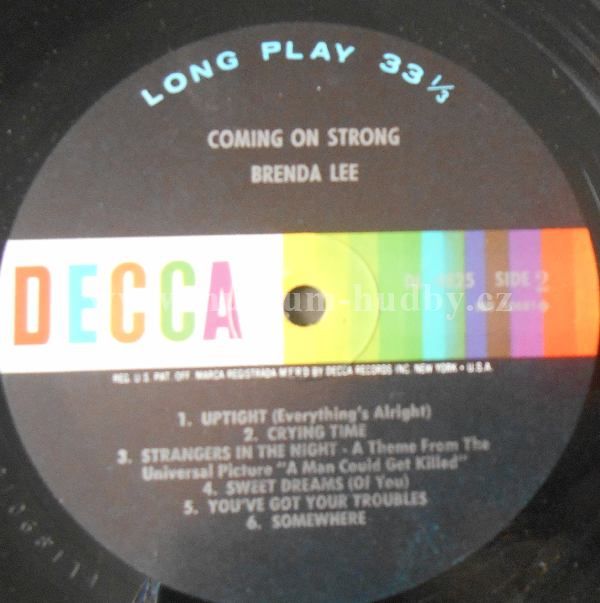 LONG PLAY 33⅓
COMING ON STRONG
BRENDA LEE
DECCA
SIDE 2
REG. U.S. PAT. OFF. MARCA REGISTRADA MFRD BY DECCA RECORDS INC. NEW YORK • U.S.A.
1. UPTIGHT (Everything's Alright)
2. CRYING TIME
3. STRANGERS IN THE NIGHT - A Theme From The
Universal Picture "A Man Could Get Killed"
4. SWEET DREAMS (Of You)
5. YOU'VE GOT YOUR TROUBLES
6. SOMEWHERE